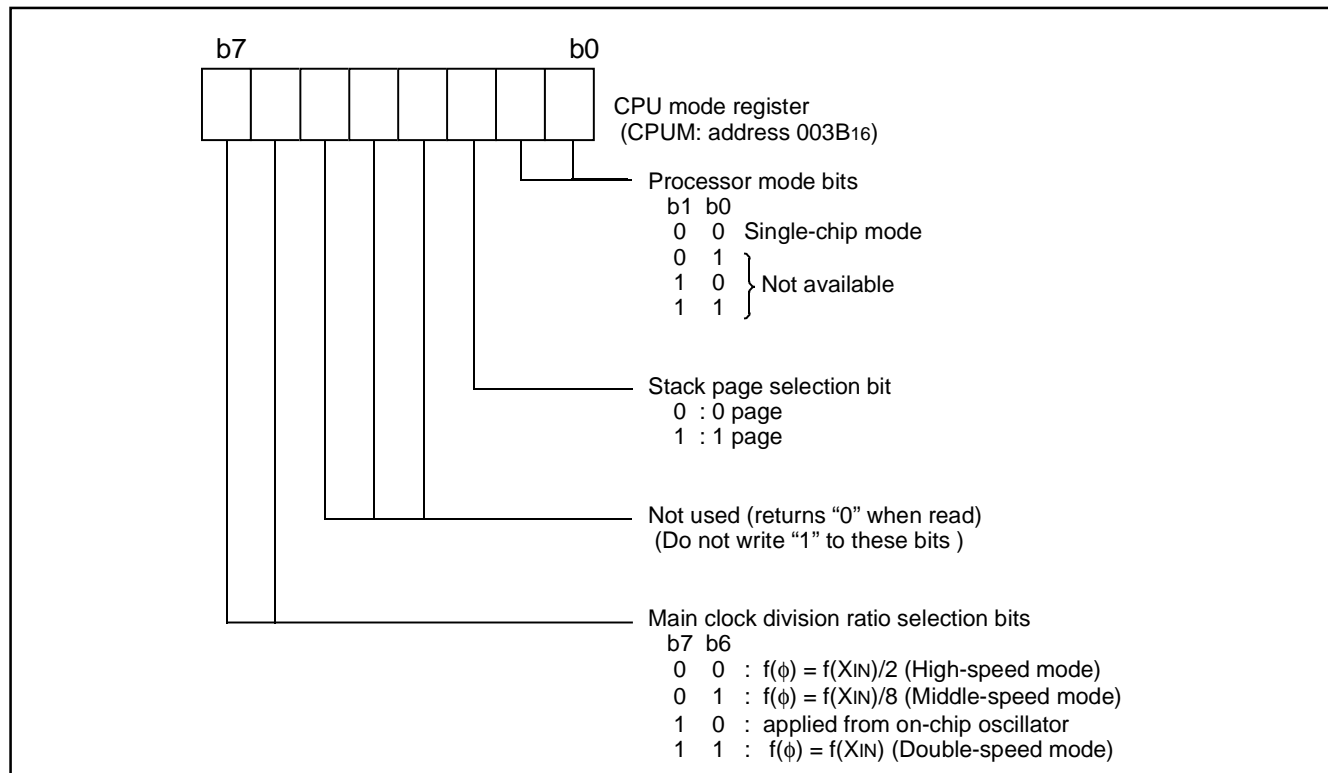 b7 b0
CPU mode register
(CPUM: address 003B16)
Processor mode bits
b1 b0
0 0 Single-chip mode
0 1
1 0 Not available
1 1
Stack page selection bit
0 : 0 page
1 : 1 page
Not used (returns “0” when read)
(Do not write “1” to these bits )
Main clock division ratio selection bits
b7 b6
0 0 : f(ϕ) = f(XIN)/2 (High-speed mode)
0 1 : f(ϕ) = f(XIN)/8 (Middle-speed mode)
1 0 : applied from on-chip oscillator
1 1 : f(ϕ) = f(XIN) (Double-speed mode)